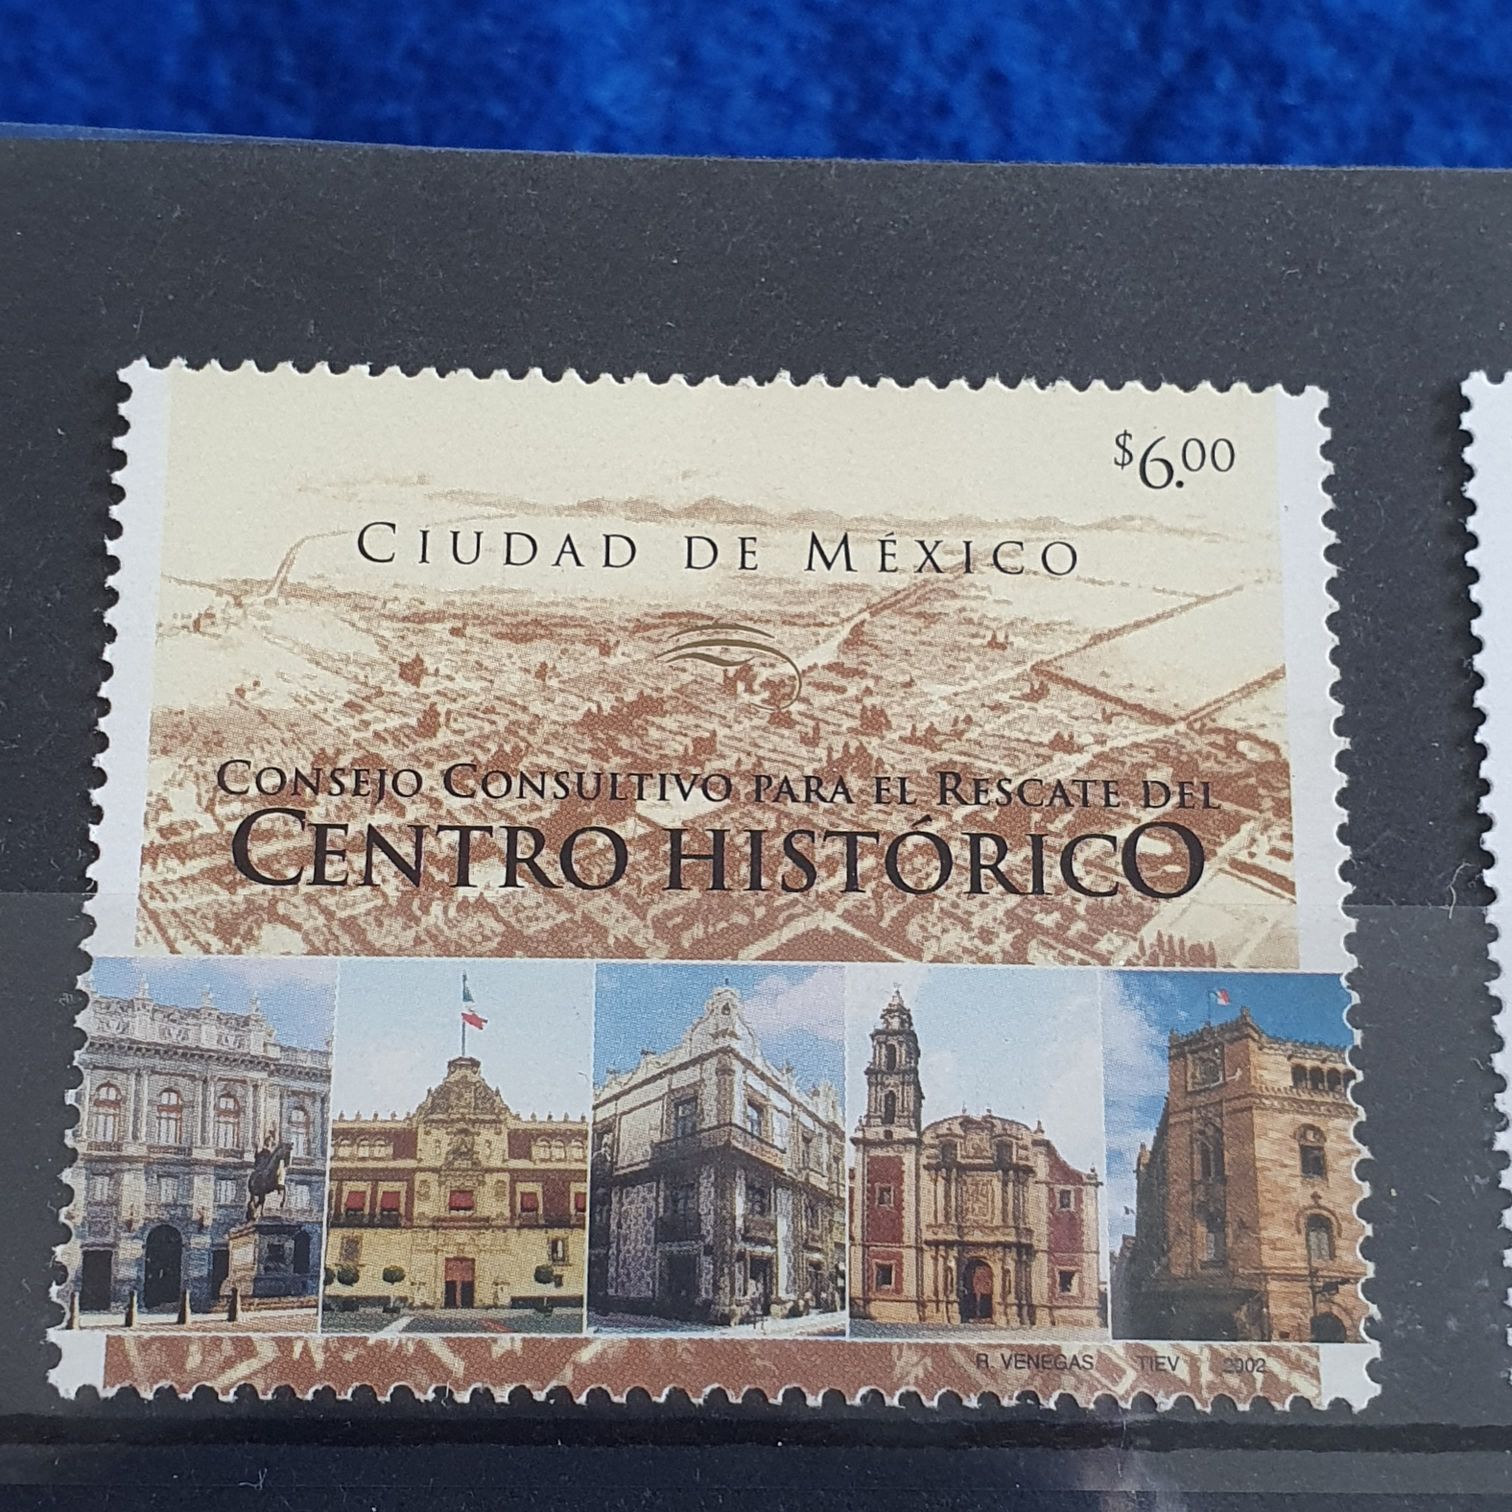 $6.00
CIUDAD DE MÉXICO
CONSEJO CONSULTIVO PARA EL RESCATE DEL
CENTRO HISTÓRICO
R. VENEGAS TIEV 2002